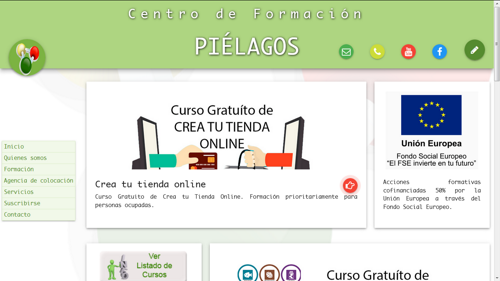 Centro de Formación
PIÉLAGOS
Inicio
Quienes somos
Formación
Agencia de colocación
Servicios
Suscribirse
Contacto
Curso Gratuíto de
CREA TU TIENDA
ONLINE
Crea tu tienda online
Curso Gratuito de Crea tu Tienda Online. Formación prioritariamente para
personas ocupadas.
Unión Europea
Fondo Social Europeo
"El FSE invierte en tu futuro"
Acciones formativas
cofinanciadas 50% por la
Unión Europea a través del
Fondo Social Europeo.
Ver
Listado de
Cursos
Curso Gratuíto de